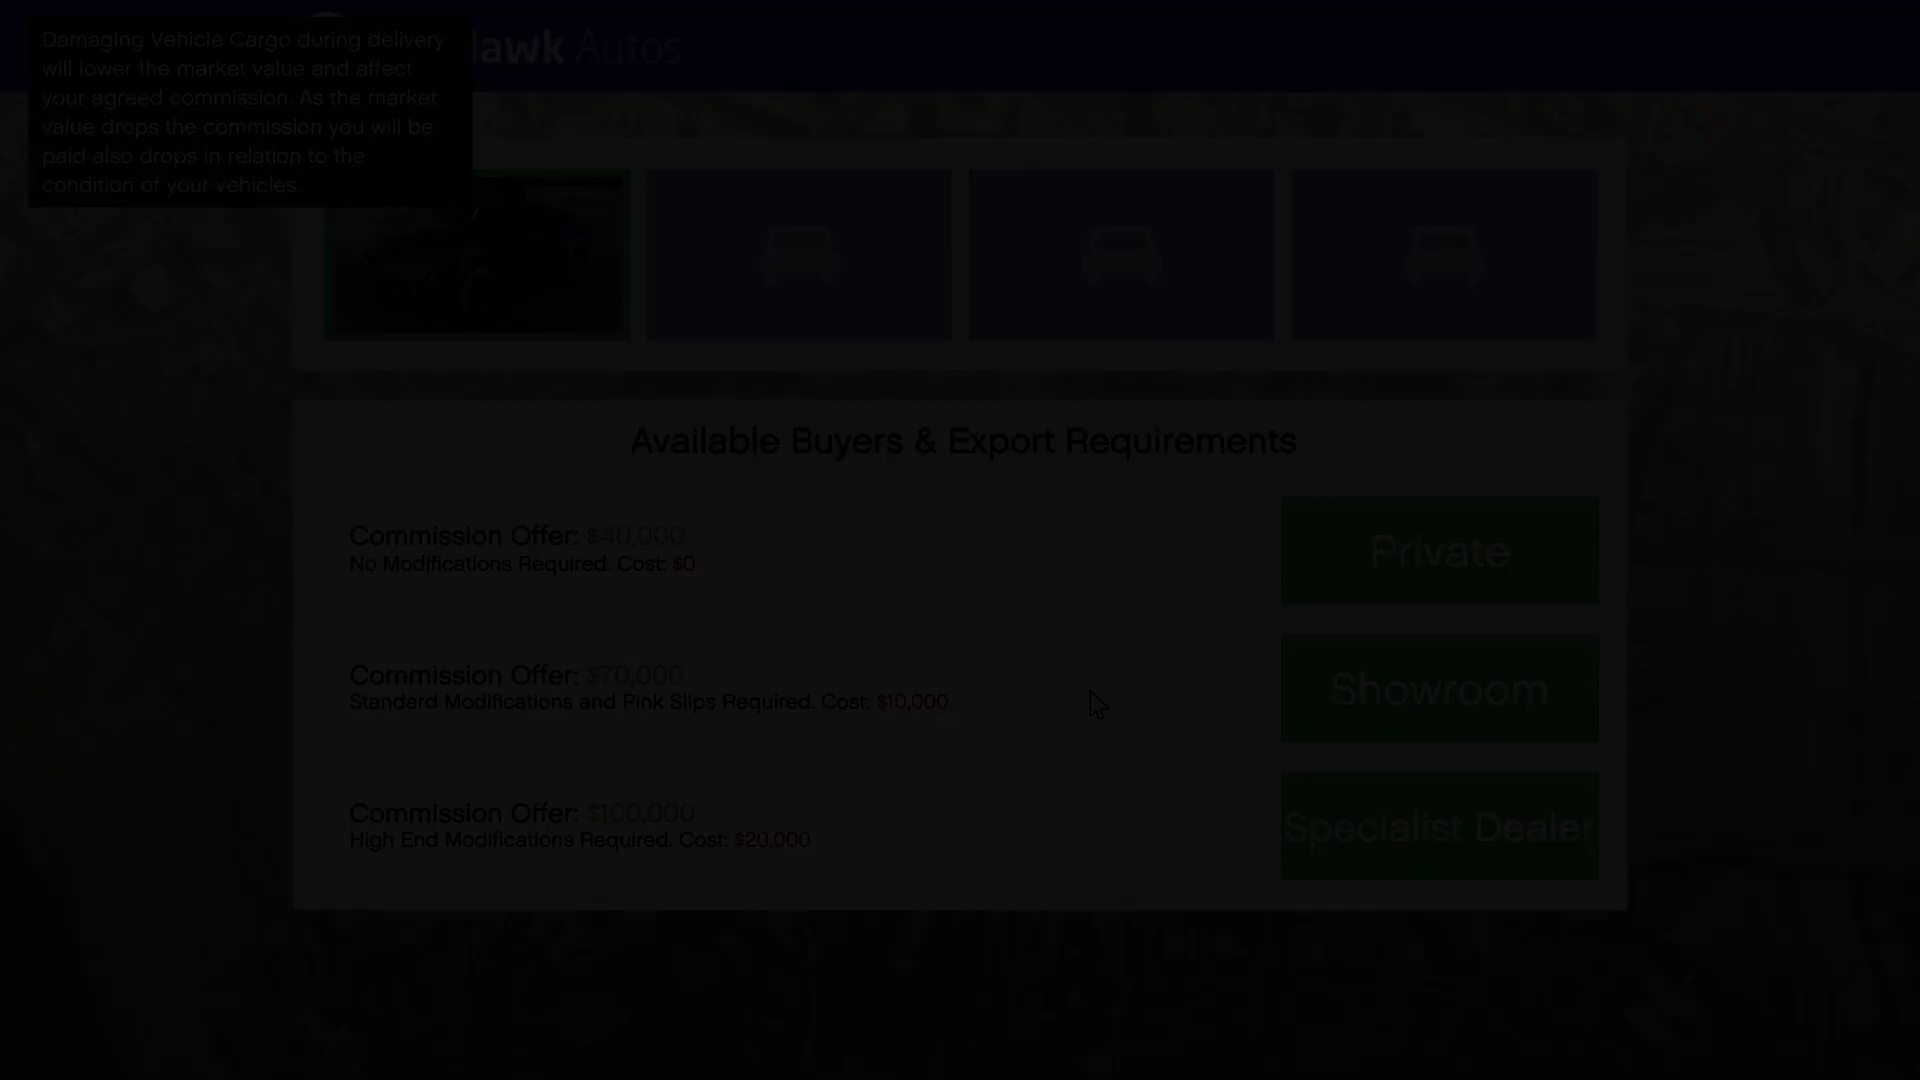 Damaging Vehicle Cargo during delivery
will lower the market value and affect
your agreed commission. As the market
value drops the commission you will be
paid also drops in relation to the
condition of your vehicles.
Hawk Autos
Available Buyers & Export Requirements
Commission Offer: $40,000
No Modifications Required. Cost: $0
Private
Commission Offer: $70,000
Standard Modifications and Pink Slips Required. Cost: $10,000
Showroom
Commission Offer: $100,000
High End Modifications Required. Cost: $20,000
Specialist Dealer